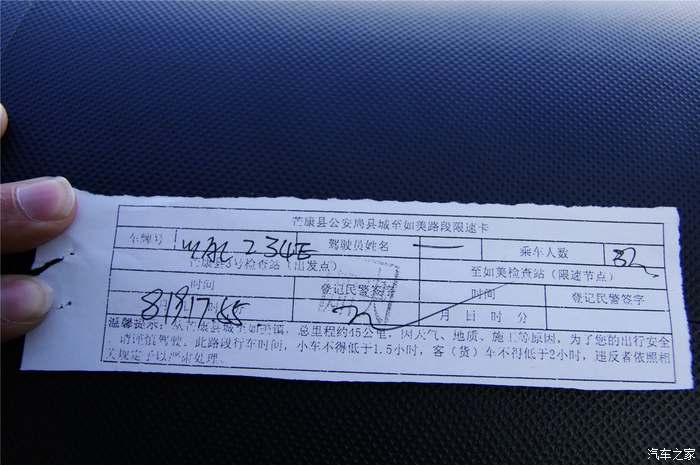 芒康县公安局县城至如美路段限速卡
车牌号 234E 驾驶员姓名 一 乘车人数
芒康县3号检查站(出发点) 至如美检查站(限速节点)
时间 登记民警签字 时间 登记民警签字
8 19 17 55 月 日 时 分
温馨提示:从芒康县城至如美镇,总里程约45公里,因天气、地质、施工等原因,为了您的出行安全
,请谨慎驾驶。此路段行车时间,小车不得低于1.5小时,客(货)车不得低于2小时,违反者依照相
关规定予以严肃处理。
汽车之家